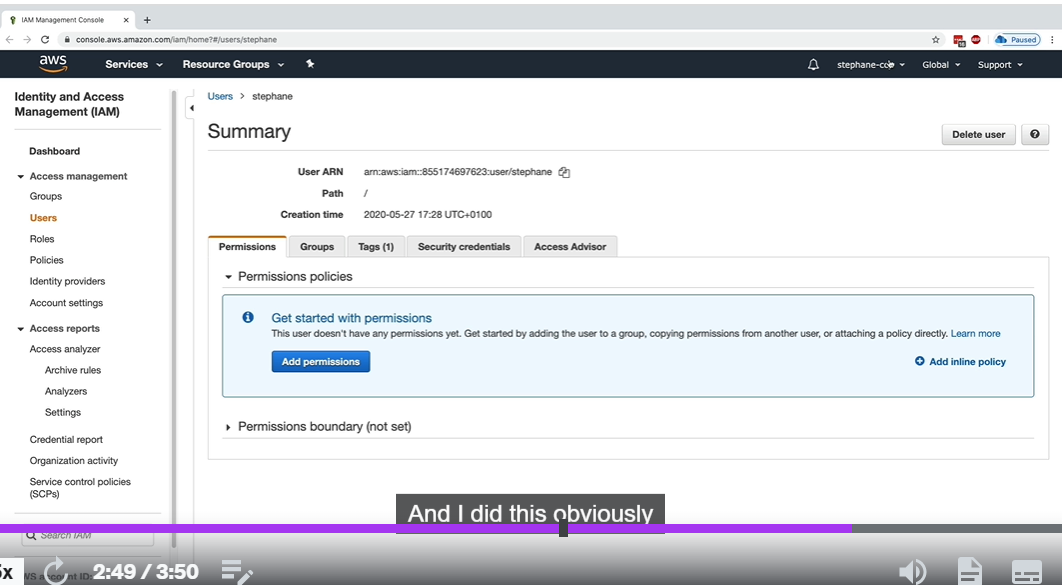 IAM Management Console
console.aws.amazon.com/iam/home?#/users/stephane
Paused
aws
Services
Resource Groups
Global
Support
Identity and Access
Management (IAM)
Dashboard
Access management
Groups
Users
Roles
Policies
Identity providers
Account settings
Access reports
Access analyzer
Archive rules
Analyzers
Settings
Credential report
Organization activity
Service control policies
(SCPs)
Search IAM
AWS account ID:
Users > stephane
Summary
Delete user
User ARN arn:aws:iam::855174697623:user/stephane
Path /
Creation time 2020-05-27 17:28 UTC+0100
Permissions Groups Tags (1) Security credentials Access Advisor
Permissions policies
Get started with permissions
This user doesn't have any permissions yet. Get started by adding the user to a group, copying permissions from another user, or attaching a policy directly. Learn more
Add permissions
Add inline policy
Permissions boundary (not set)
And I did this obviously
2:49 / 3:50